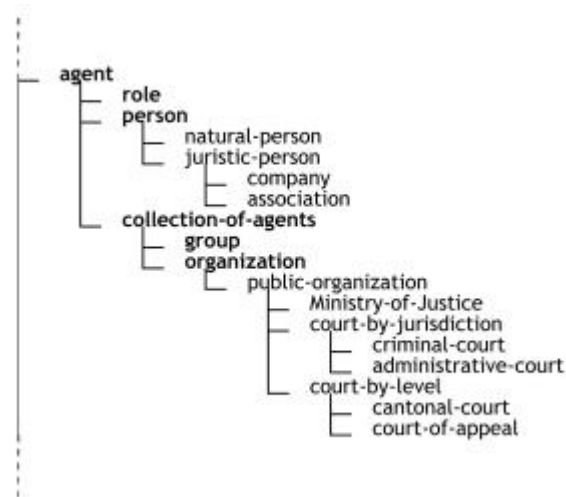 agent
role
person
natural-person
juristic-person
company
association
collection-of-agents
group
organization
public-organization
Ministry-of-Justice
court-by-jurisdiction
criminal-court
administrative-court
court-by-level
cantonal-court
court-of-appeal